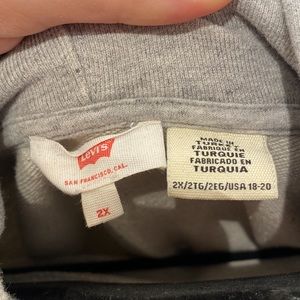 Levi's
SAN FRANCISCO, CAL.
2X
MADE IN
TURKEY
FABRIQUÉ EN
TURQUIE
FABRICADO EN
TURQUIA
2X/2TG/2EG/USA 18-20